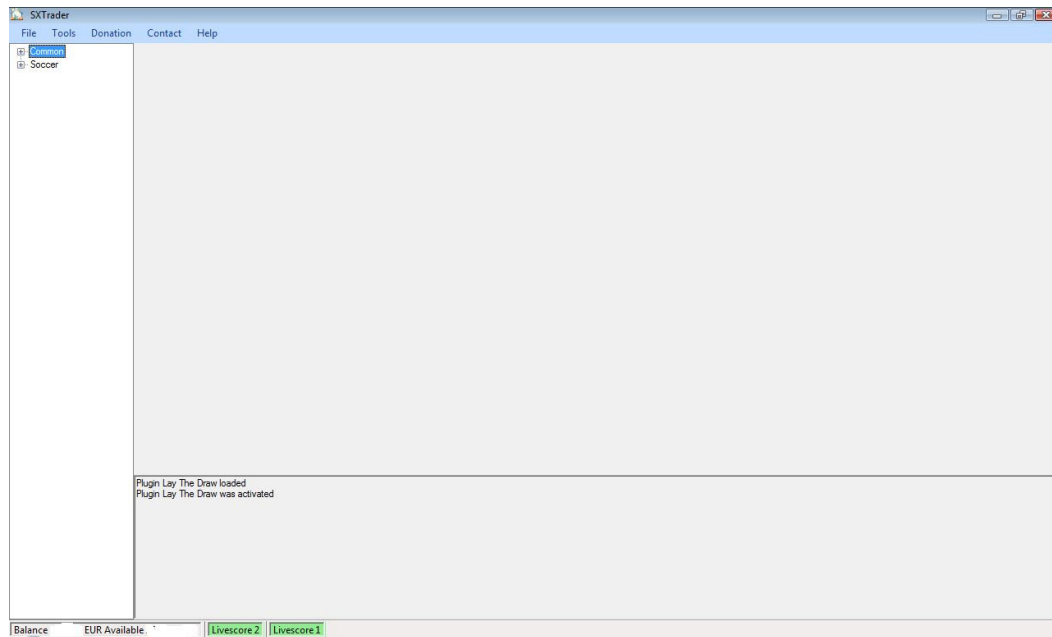 SXTrader
File Tools Donation Contact Help
Common
Soccer
Plugin Lay The Draw loaded
Plugin Lay The Draw was activated
Balance EUR Available. Livescore 2 Livescore 1